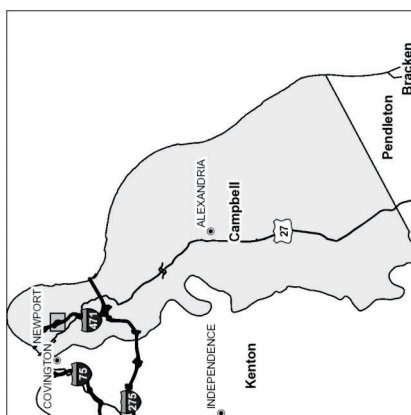 NEWPORT
COVINGTON
471
75
275
ALEXANDRIA
Campbell
27
INDEPENDENCE
Kenton
Pendleton
Bracken